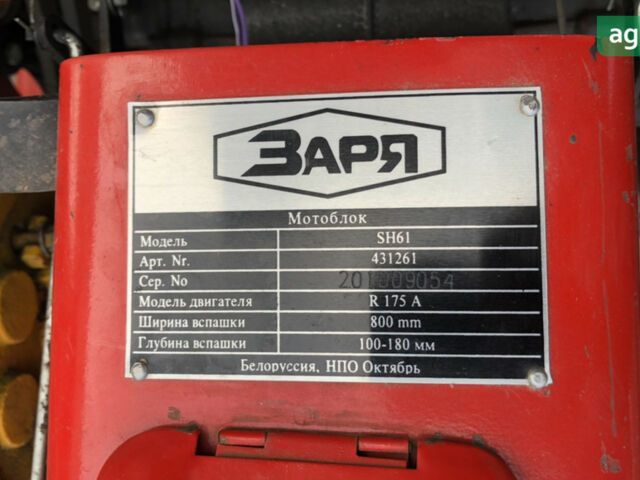 ag
ЗАРЯ
Мотоблок
Модель SH61
Арт. Nr. 431261
Сер. No
Модель двигателя R 175 A
Ширина вспашки 800 mm
Глубина вспашки 100-180 мм
Белоруссия, НПО Октябрь